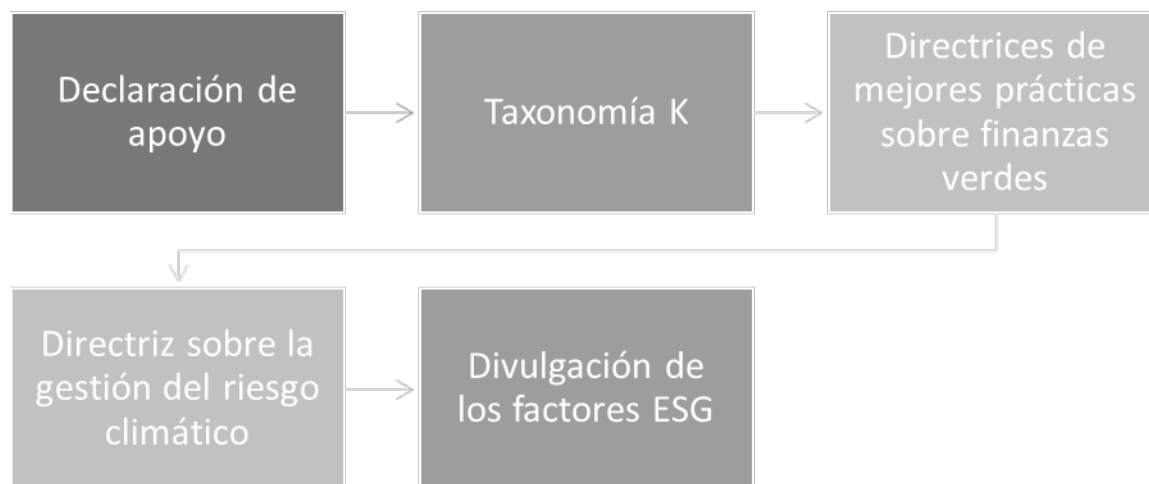 Declaración de
apoyo
Taxonomía K
Directrices de
mejores prácticas
sobre finanzas
verdes
Directriz sobre la
gestión del riesgo
climático
Divulgación de
los factores ESG